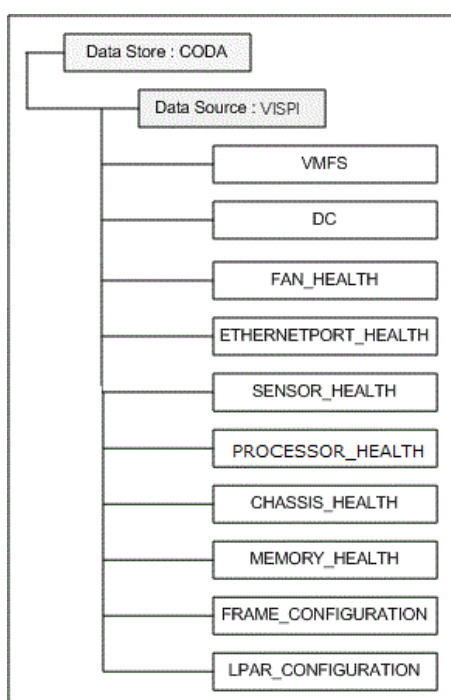 Data Store : CODA
Data Source : VISPI
VMFS
DC
FAN_HEALTH
ETHERNETPORT_HEALTH
SENSOR_HEALTH
PROCESSOR_HEALTH
CHASSIS_HEALTH
MEMORY_HEALTH
FRAME_CONFIGURATION
LPAR_CONFIGURATION